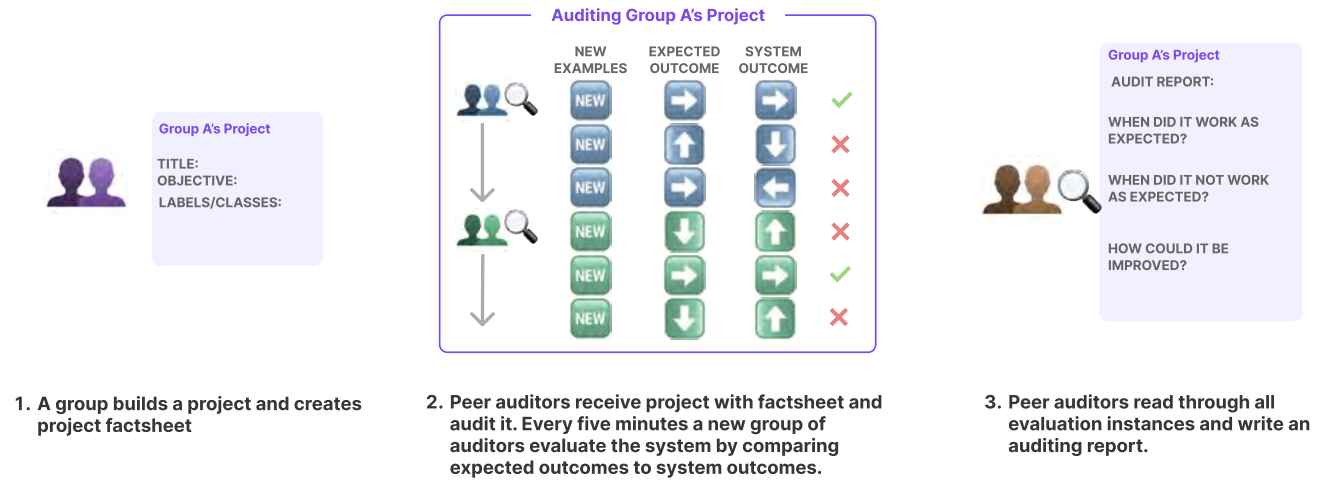 Group A's Project
TITLE:
OBJECTIVE:
LABELS/CLASSES:
1. A group builds a project and creates
project factsheet
Auditing Group A's Project
NEW
EXAMPLES
EXPECTED
OUTCOME
SYSTEM
OUTCOME
NEW
NEW
NEW
NEW
NEW
NEW
2. Peer auditors receive project with factsheet and
audit it. Every five minutes a new group of
auditors evaluate the system by comparing
expected outcomes to system outcomes.
Group A's Project
AUDIT REPORT:
WHEN DID IT WORK AS
EXPECTED?
WHEN DID IT NOT WORK
AS EXPECTED?
HOW COULD IT BE
IMPROVED?
3. Peer auditors read through all
evaluation instances and write an
auditing report.